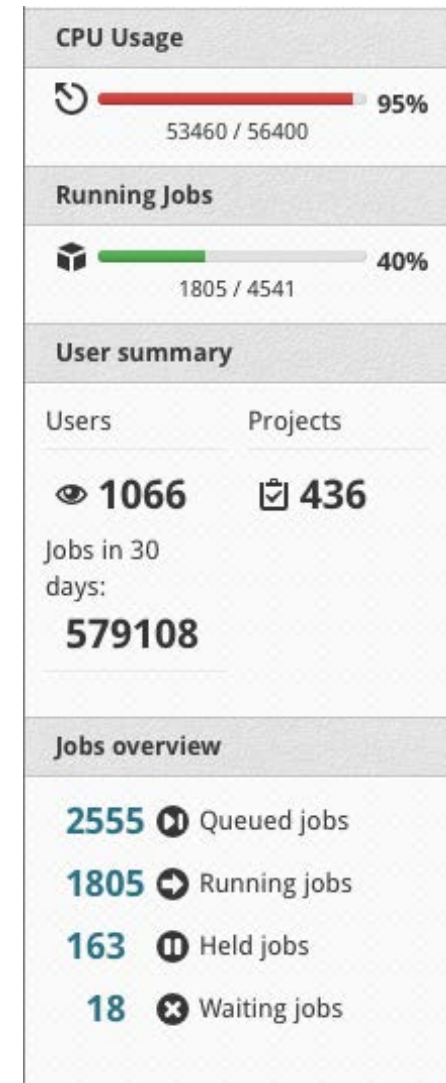 CPU Usage
95%
53460 / 56400
Running Jobs
40%
1805 / 4541
User summary
Users Projects
1066 436
Jobs in 30
days:
579108
Jobs overview
2555 Queued jobs
1805 Running jobs
163 Held jobs
18 Waiting jobs